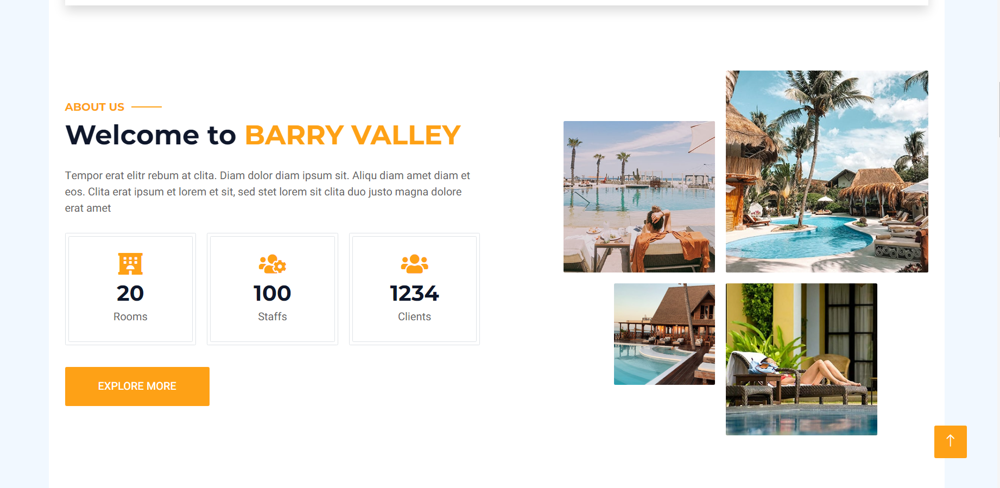 ABOUT US
Welcome to BARRY VALLEY
Tempor erat elitr rebum at clita. Diam dolor diam ipsum sit. Aliqu diam amet diam et
eos. Clita erat ipsum et lorem et sit, sed stet lorem sit clita duo justo magna dolore
erat amet
20
Rooms
100
Staffs
1234
Clients
EXPLORE MORE